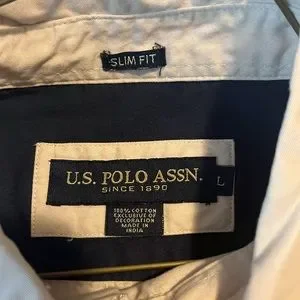 SLIM FIT
U.S. POLO ASSN.
SINCE 1890
L
100% COTTON
EXCLUSIVE OF
DECORATION
MADE IN
INDIA